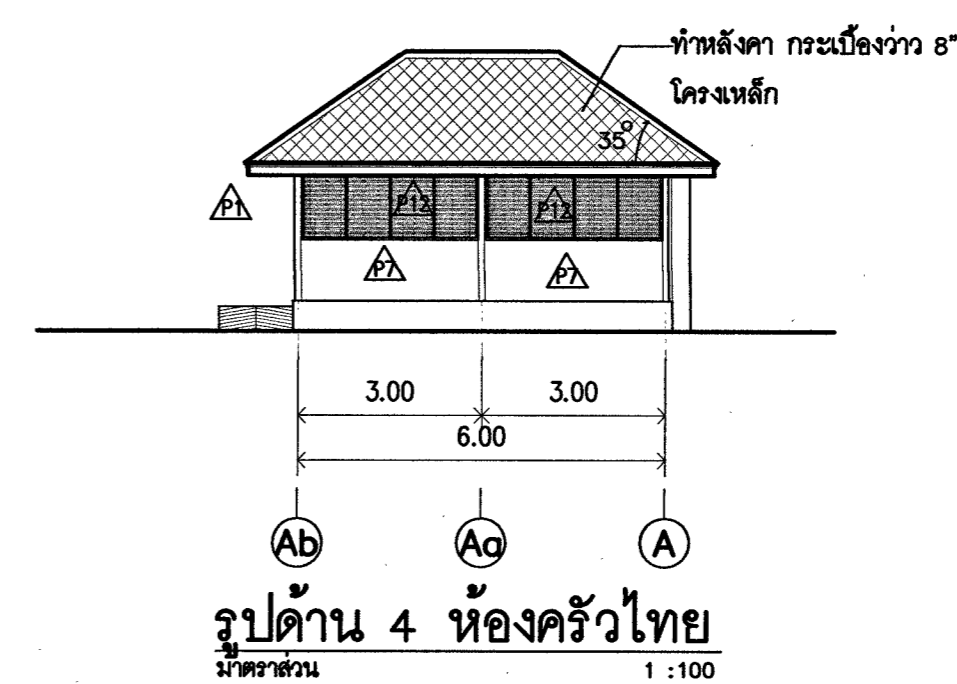 ทำหลังคา กระเบื้องว่าว 8"
โครงเหล็ก
35°
P1
P12 P12
P7 P7
3.00 3.00
6.00
Ab Aa A
รูปด้าน 4 ห้องครัวไทย
มาตราส่วน 1 :100